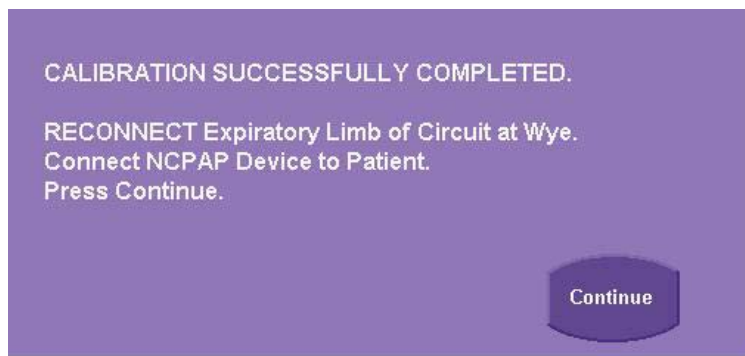 CALIBRATION SUCCESSFULLY COMPLETED.
RECONNECT Expiratory Limb of Circuit at Wye.
Connect NCPAP Device to Patient.
Press Continue.
Continue